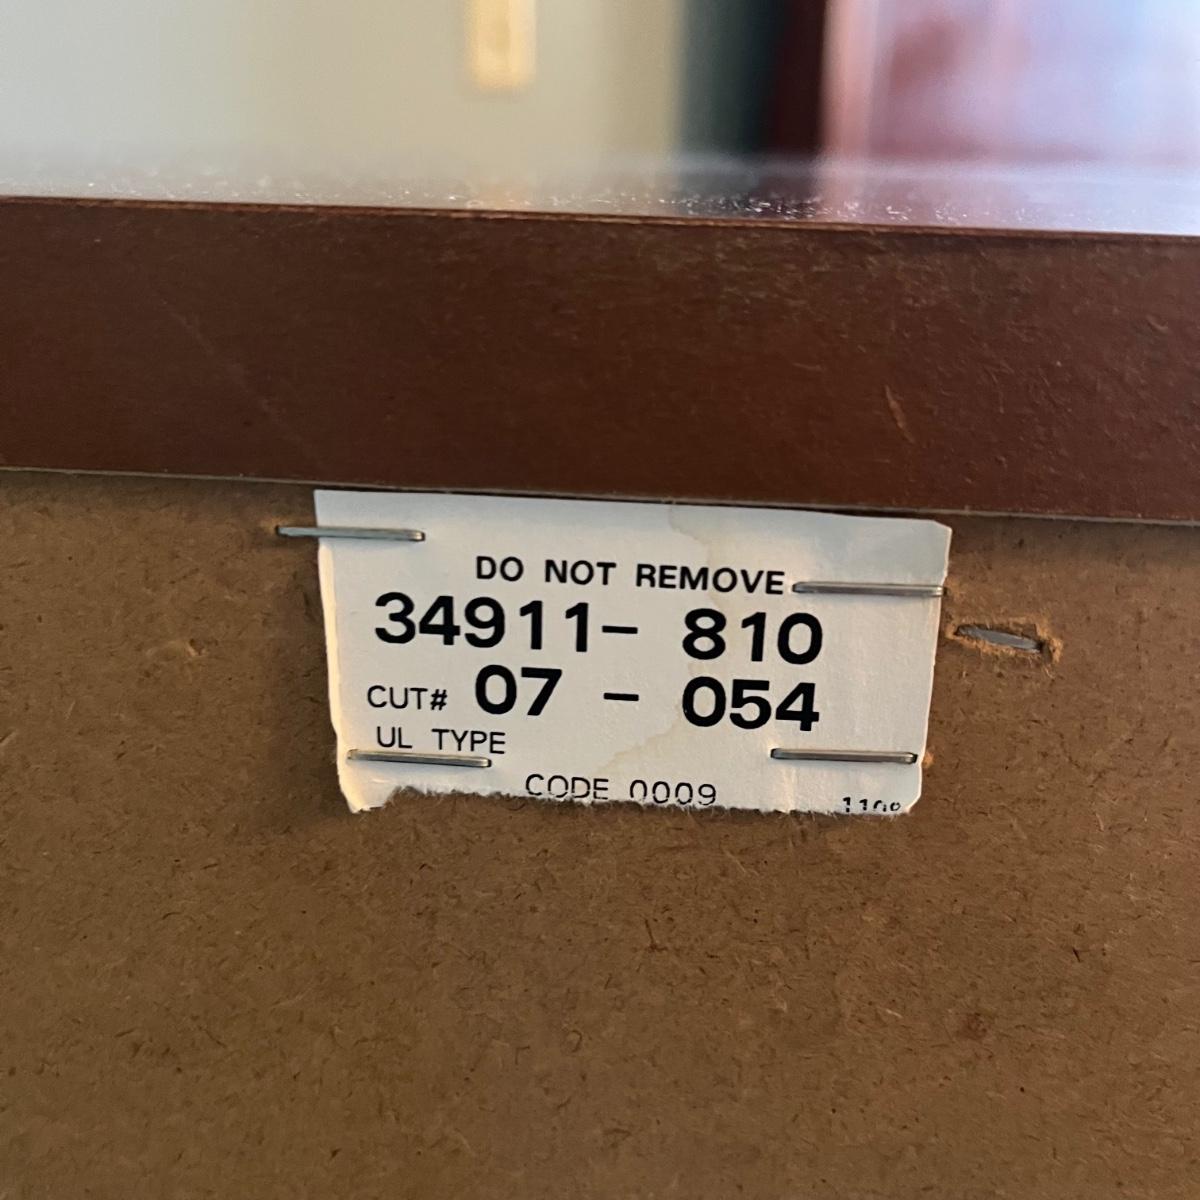 DO NOT REMOVE
34911- 810
CUT# 07 - 054
UL TYPE
CODE 0009